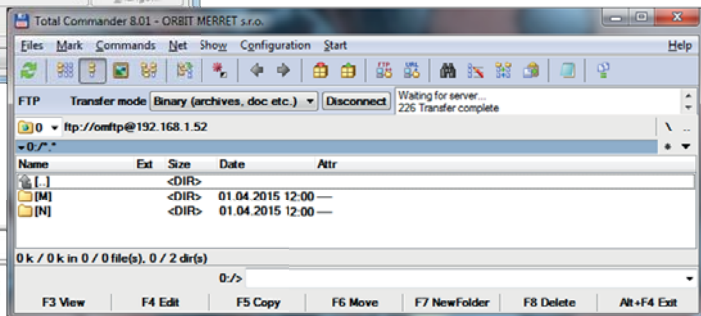 Total Commander 8.01 - ORBIT MERRET s.r.o.
Files Mark Commands Net Show Configuration Start Help
FTP URL
FTP Transfer mode Binary (archives, doc etc.) Disconnect Waiting for server...
226 Transfer complete
0 ftp://omftp@192.168.1.52 \ ..
0:/*.* * ▼
Name Ext Size Date Attr
[..] <DIR>
[M] <DIR> 01.04.2015 12:00 ----
[N] <DIR> 01.04.2015 12:00 ----
0 k / 0 k in 0 / 0 file(s), 0 / 2 dir(s)
0:/>
F3 View F4 Edit F5 Copy F6 Move F7 NewFolder F8 Delete Alt+F4 Exit